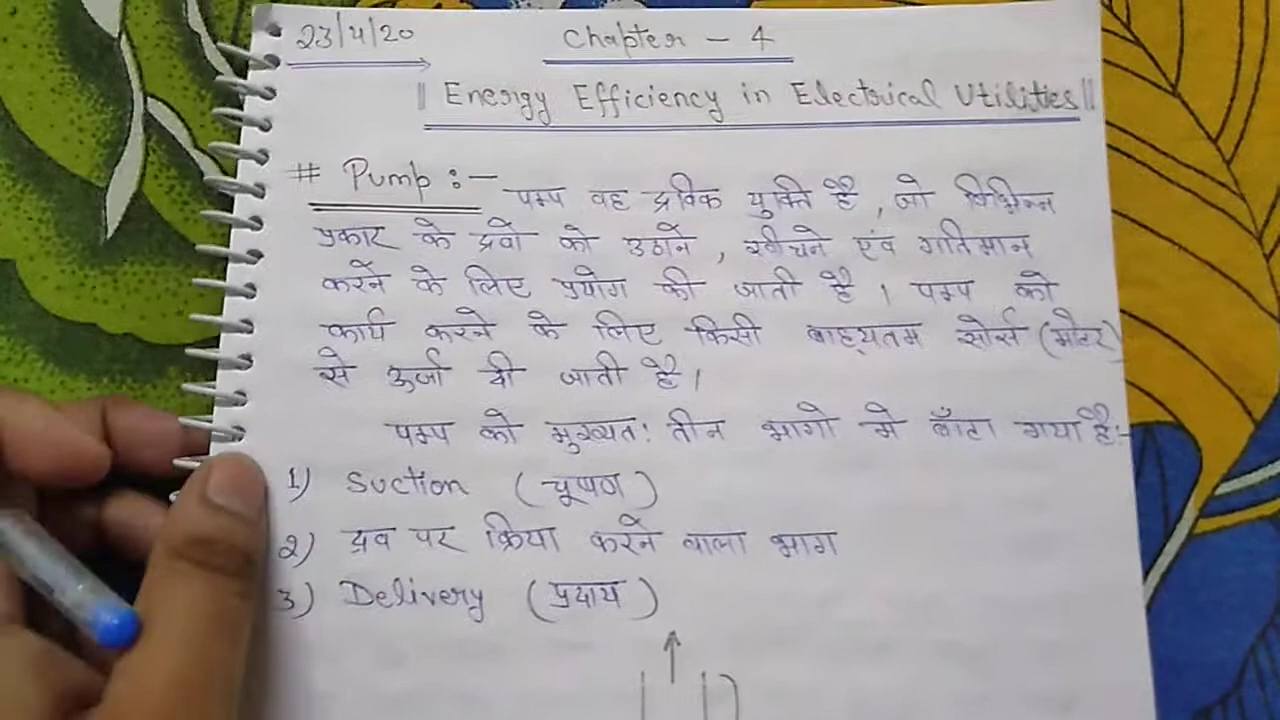 23/4/20
Chapter - 4
|| Energy Efficiency in Electrical Utilities ||
# Pump :- पम्प वह द्रविक युक्ति है, जो विभिन्न
प्रकार के द्रवो को उठाने, खीचने एंव गतिमान
करने के लिए प्रयोग की जाती है। पम्प को
कार्य करने के लिए किसी बाह्यतम सोर्स (मोटर)
से ऊर्जा दी जाती है।
पम्प को मुख्यत: तीन भागो मे बाँटा गया है:-
1) Suction (चूषण)
2) द्रव पर क्रिया करने वाला भाग
3) Delivery (प्रदाय)